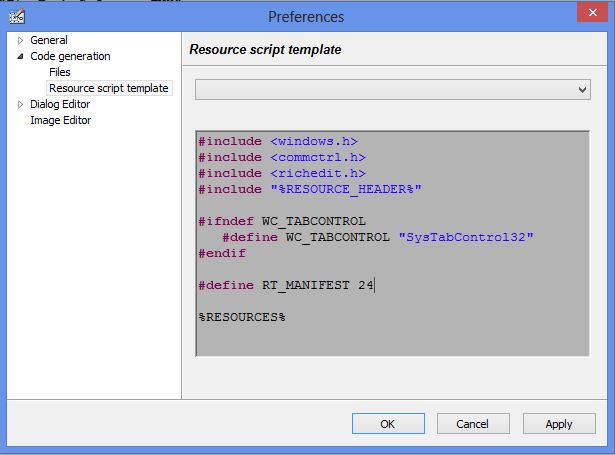 Preferences
General
Code generation
Files
Resource script template
Dialog Editor
Image Editor
Resource script template
#include <windows.h>
#include <commctrl.h>
#include <richedit.h>
#include "%RESOURCE_HEADER%"
#ifndef WC_TABCONTROL
#define WC_TABCONTROL "SysTabControl32"
#endif
#define RT_MANIFEST 24
%RESOURCES%
OK Cancel Apply